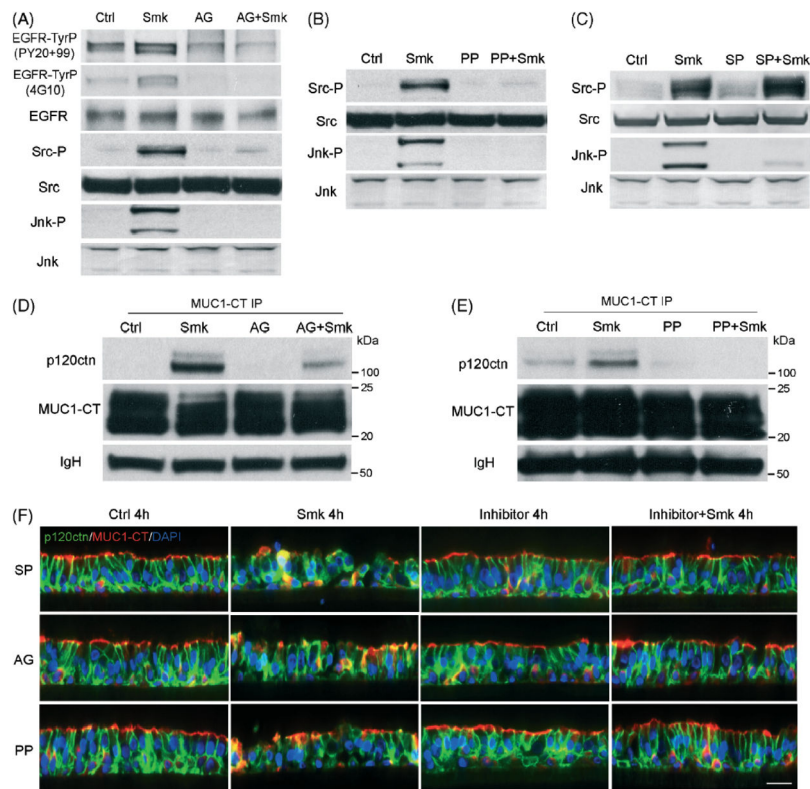 (A)
Ctrl Smk AG AG+Smk
EGFR-TyrP
(PY20+99)
EGFR-TyrP
(4G10)
EGFR
Src-P
Src
Jnk-P
Jnk
(B)
Ctrl Smk PP PP+Smk
Src-P
Src
Jnk-P
Jnk
(C)
Ctrl Smk SP SP+Smk
Src-P
Src
Jnk-P
Jnk
(D)
MUC1-CT IP
Ctrl Smk AG AG+Smk
kDa
p120ctn
100
25
MUC1-CT
20
IgH
50
(E)
MUC1-CT IP
Ctrl Smk PP PP+Smk
kDa
p120ctn
100
25
MUC1-CT
20
IgH
50
(F)
Ctrl 4h Smk 4h Inhibitor 4h Inhibitor+Smk 4h
p120ctn/MUC1-CT/DAPI
SP
AG
PP